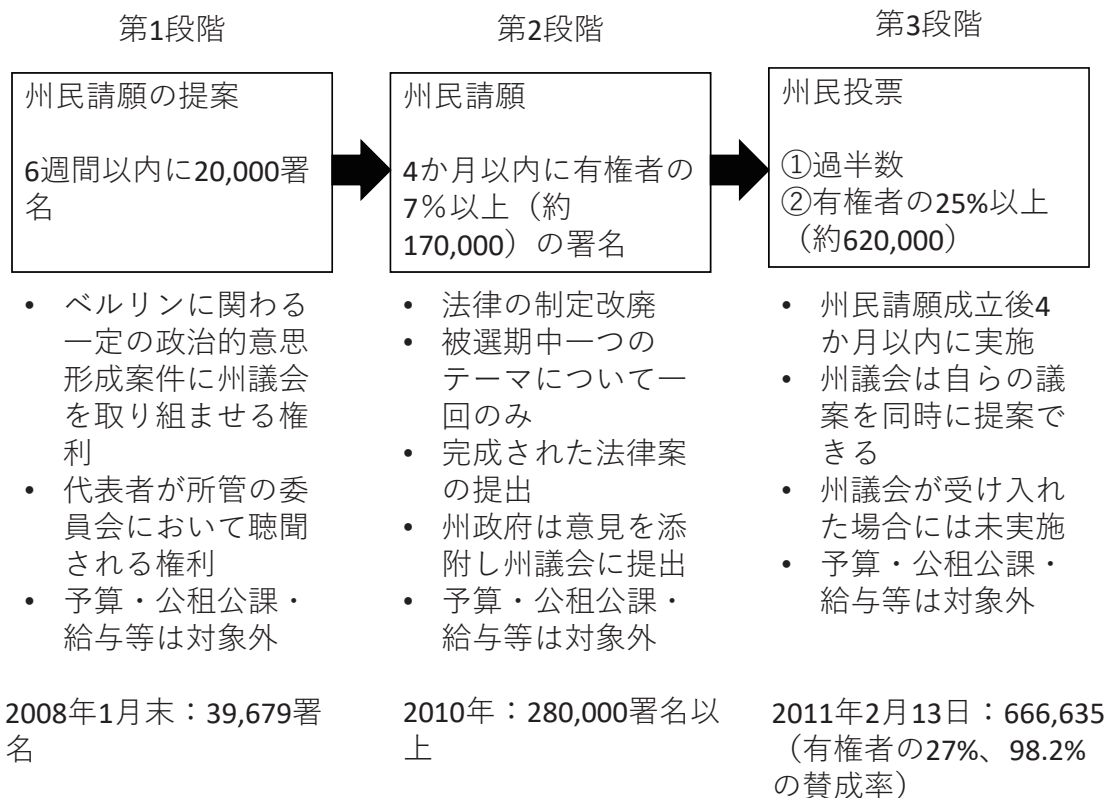 第1段階
州民請願の提案
6週間以内に20,000署
名
• ベルリンに関わる
一定の政治的意思
形成案件に州議会
を取り組ませる権
利
• 代表者が所管の委
員会において聴聞
される権利
• 予算・公租公課・
給与等は対象外
2008年1月末：39,679署
名
第2段階
州民請願
4か月以内に有権者の
7％以上（約
170,000）の署名
• 法律の制定改廃
• 被選期中一つの
テーマについて一
回のみ
• 完成された法律案
の提出
• 州政府は意見を添
附し州議会に提出
• 予算・公租公課・
給与等は対象外
2010年：280,000署名以
上
第3段階
州民投票
①過半数
②有権者の25%以上
（約620,000）
• 州民請願成立後4
か月以内に実施
• 州議会は自らの議
案を同時に提案で
きる
• 州議会が受け入れ
た場合には未実施
• 予算・公租公課・
給与等は対象外
2011年2月13日：666,635
（有権者の27%、98.2%
の賛成率）